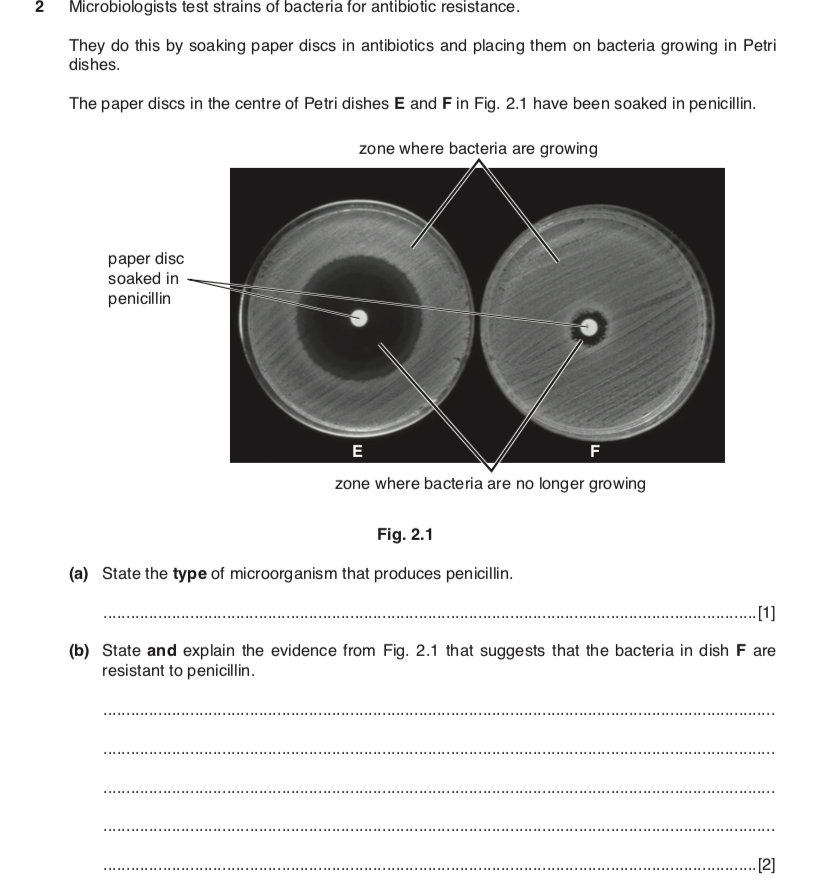 2 Microbiologists test strains of bacteria for antibiotic resistance.
They do this by soaking paper discs in antibiotics and placing them on bacteria growing in Petri
dishes.
The paper discs in the centre of Petri dishes E and F in Fig. 2.1 have been soaked in penicillin.
zone where bacteria are growing
paper disc
soaked in
penicillin
E F
zone where bacteria are no longer growing
Fig. 2.1
(a) State the type of microorganism that produces penicillin.
[1]
(b) State and explain the evidence from Fig. 2.1 that suggests that the bacteria in dish F are
resistant to penicillin.
[2]